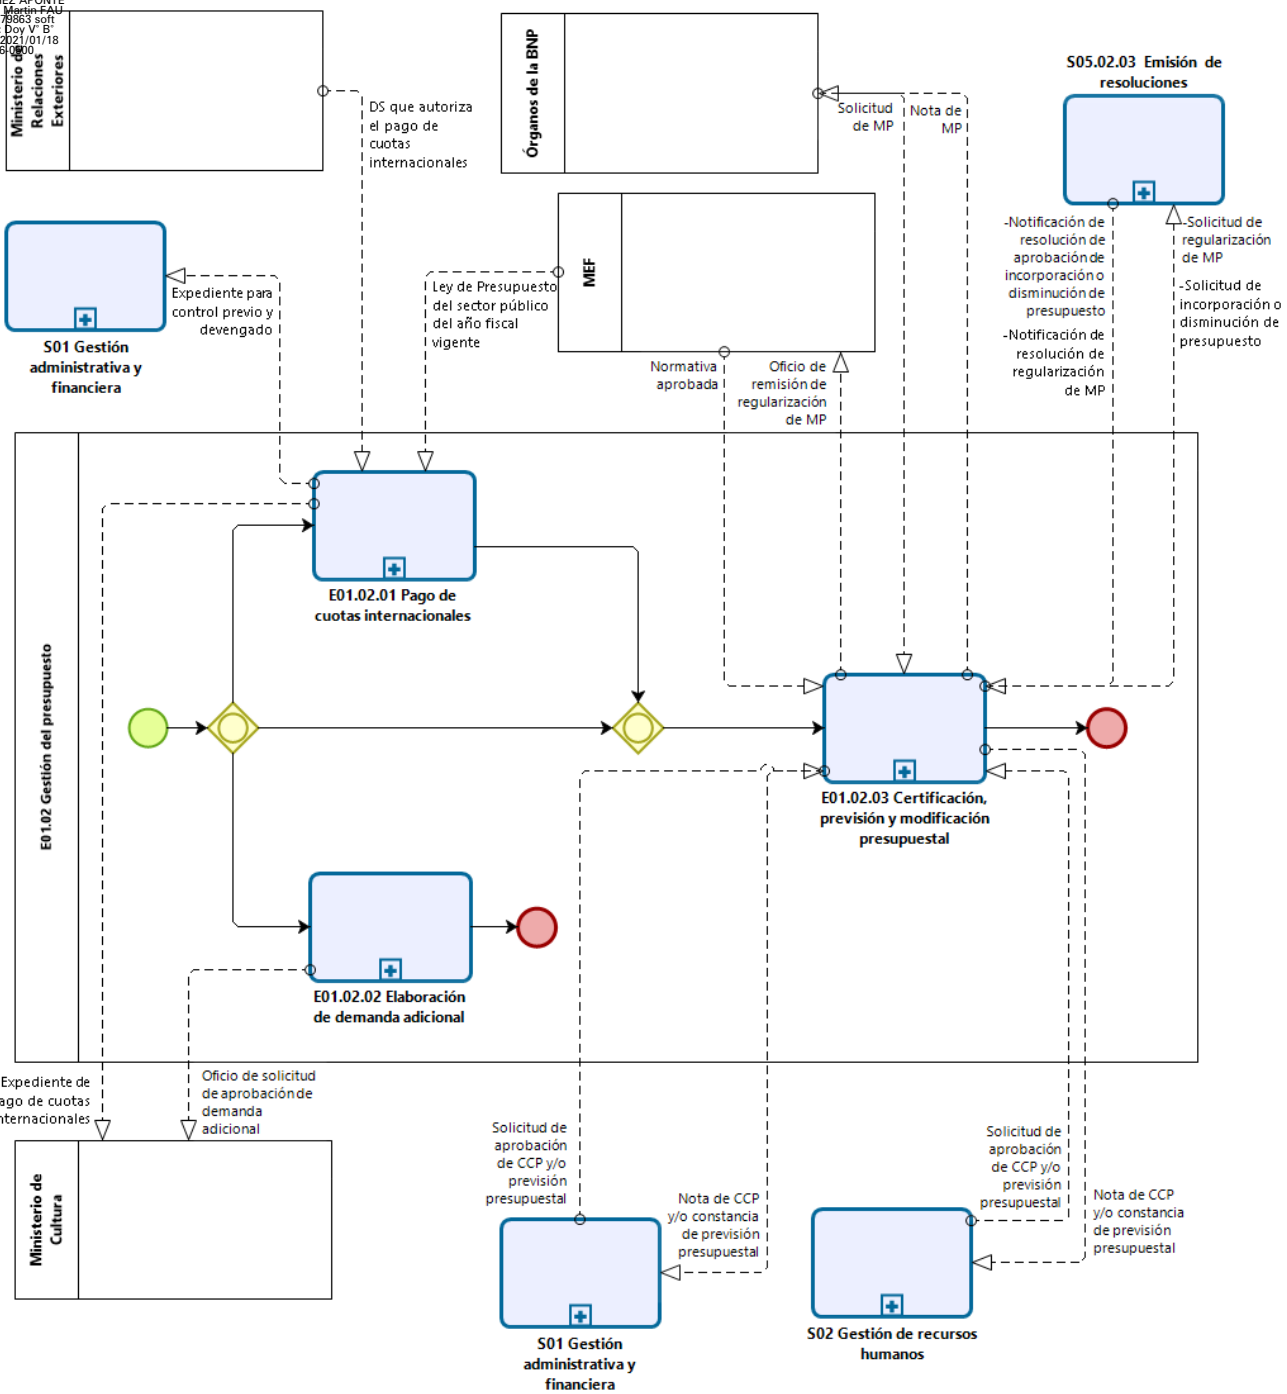 Martin FAU
79863 soft
Doy V° B°
2021/01/18
Ministerio de
Relaciones
Exteriores
DS que autoriza
el pago de
cuotas
internacionales
Órganos de la BNP
Solicitud
de MP
Nota de
MP
S05.02.03 Emisión de
resoluciones
-Notificación de
resolución de
aprobación de
incorporación o
disminución de
presupuesto
-Notificación de
resolución de
regularización
de MP
-Solicitud de
regularización
de MP
-Solicitud de
incorporación o
disminución de
presupuesto
MEF
Ley de Presupuesto
del sector público
del año fiscal
vigente
Expediente para
control previo y
devengado
S01 Gestión
administrativa y
financiera
Normativa
aprobada
Oficio de
remisión de
regularización
de MP
E01.02 Gestión del presupuesto
E01.02.01 Pago de
cuotas internacionales
E01.02.03 Certificación,
previsión y modificación
presupuestal
E01.02.02 Elaboración
de demanda adicional
Expediente de
ago de cuotas
nternacionales
Oficio de solicitud
de aprobación de
demanda
adicional
Ministerio de
Cultura
Solicitud de
aprobación
de CCP y/o
previsión
presupuestal
Nota de CCP
y/o constancia
de previsión
presupuestal
S01 Gestión
administrativa y
financiera
Solicitud de
aprobación
de CCP y/o
previsión
presupuestal
Nota de CCP
y/o constancia
de previsión
presupuestal
S02 Gestión de recursos
humanos